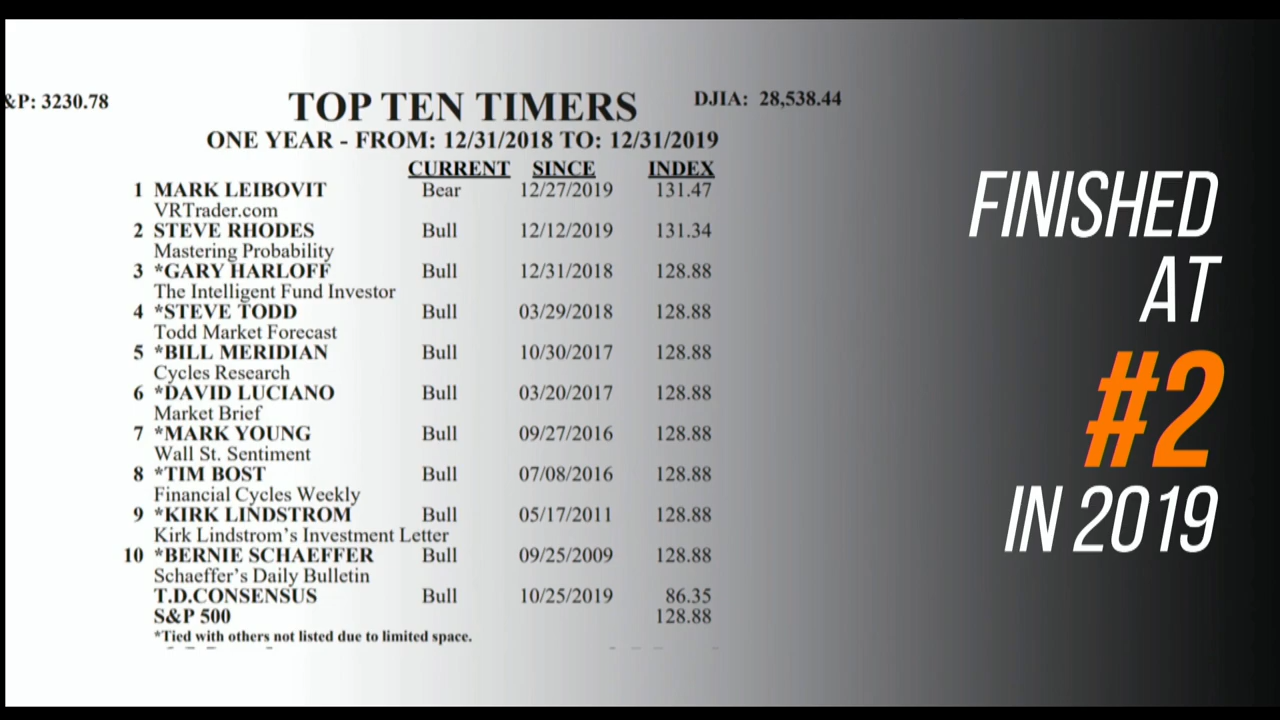 &P: 3230.78
TOP TEN TIMERS
DJIA: 28,538.44
ONE YEAR - FROM: 12/31/2018 TO: 12/31/2019
CURRENT SINCE INDEX
1 MARK LEIBOVIT Bear 12/27/2019 131.47
VRTrader.com
2 STEVE RHODES Bull 12/12/2019 131.34
Mastering Probability
3 *GARY HARLOFF Bull 12/31/2018 128.88
The Intelligent Fund Investor
4 *STEVE TODD Bull 03/29/2018 128.88
Todd Market Forecast
5 *BILL MERIDIAN Bull 10/30/2017 128.88
Cycles Research
6 *DAVID LUCIANO Bull 03/20/2017 128.88
Market Brief
7 *MARK YOUNG Bull 09/27/2016 128.88
Wall St. Sentiment
8 *TIM BOST Bull 07/08/2016 128.88
Financial Cycles Weekly
9 *KIRK LINDSTROM Bull 05/17/2011 128.88
Kirk Lindstrom's Investment Letter
10 *BERNIE SCHAEFFER Bull 09/25/2009 128.88
Schaeffer's Daily Bulletin
T.D.CONSENSUS Bull 10/25/2019 86.35
S&P 500 128.88
*Tied with others not listed due to limited space.
FINISHED
AT
#2
IN 2019